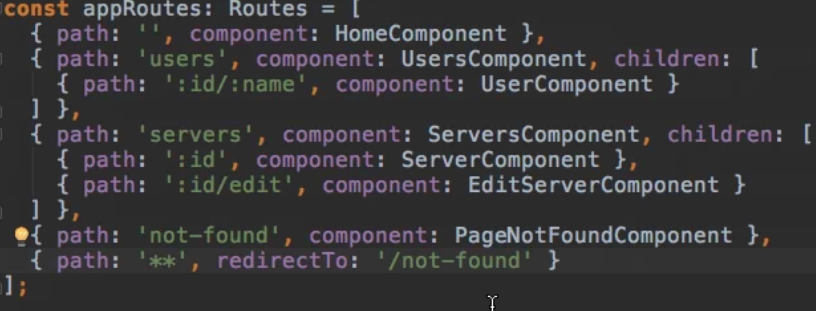 const appRoutes: Routes = [
{ path: '', component: HomeComponent },
{ path: 'users', component: UsersComponent, children: [
{ path: ':id/:name', component: UserComponent }
] },
{ path: 'servers', component: ServersComponent, children: [
{ path: ':id', component: ServerComponent },
{ path: ':id/edit', component: EditServerComponent }
] },
{ path: 'not-found', component: PageNotFoundComponent },
{ path: '**', redirectTo: '/not-found' }
];